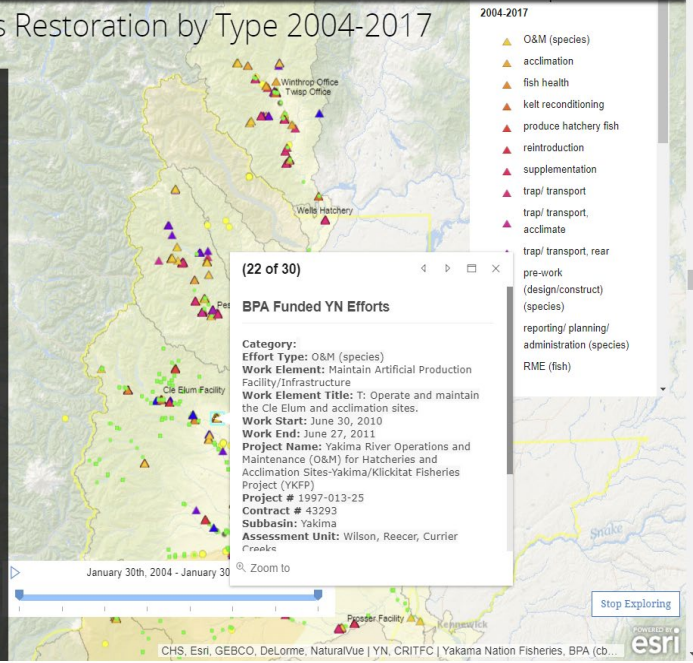 s Restoration by Type 2004-2017
2004-2017
O&M (species)
acclimation
fish health
kelt reconditioning
produce hatchery fish
reintroduction
supplementation
trap/ transport
trap/ transport,
acclimate
trap/ transport, rear
pre-work
(design/construct)
(species)
reporting/ planning/
administration (species)
RME (fish)
Winthrop Office
Twisp Office
Wells Hatchery
Pes
Cle Elum Facility
(22 of 30)
BPA Funded YN Efforts
Category:
Effort Type: O&M (species)
Work Element: Maintain Artificial Production
Facility/Infrastructure
Work Element Title: T: Operate and maintain
the Cle Elum and acclimation sites.
Work Start: June 30, 2010
Work End: June 27, 2011
Project Name: Yakima River Operations and
Maintenance (O&M) for Hatcheries and
Acclimation Sites-Yakima/Klickitat Fisheries
Project (YKFP)
Project # 1997-013-25
Contract # 43293
Subbasin: Yakima
Assessment Unit: Wilson, Reecer, Currier
Creeks
Zoom to
Snake
January 30th, 2004 - January 30
Stop Exploring
Prosser Facility
Kennewick
POWERED BY
esri
CHS, Esri, GEBCO, DeLorme, NaturalVue | YN, CRITFC | Yakama Nation Fisheries, BPA (cb...